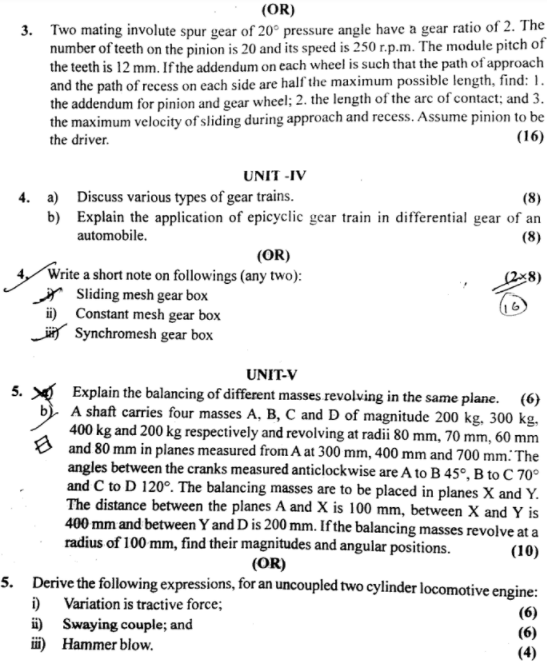 (OR)
3. Two mating involute spur gear of 20° pressure angle have a gear ratio of 2. The
number of teeth on the pinion is 20 and its speed is 250 r.p.m. The module pitch of
the teeth is 12 mm. If the addendum on each wheel is such that the path of approach
and the path of recess on each side are half the maximum possible length, find: 1.
the addendum for pinion and gear wheel; 2. the length of the arc of contact; and 3.
the maximum velocity of sliding during approach and recess. Assume pinion to be
the driver. (16)
UNIT -IV
4. a) Discuss various types of gear trains. (8)
b) Explain the application of epicyclic gear train in differential gear of an
automobile. (8)
(OR)
4. Write a short note on followings (any two): (2×8)
i) Sliding mesh gear box 16
ii) Constant mesh gear box
iii) Synchromesh gear box
UNIT-V
5. a) Explain the balancing of different masses revolving in the same plane. (6)
b) A shaft carries four masses A, B, C and D of magnitude 200 kg, 300 kg,
400 kg and 200 kg respectively and revolving at radii 80 mm, 70 mm, 60 mm
and 80 mm in planes measured from A at 300 mm, 400 mm and 700 mm. The
angles between the cranks measured anticlockwise are A to B 45°, B to C 70°
and C to D 120°. The balancing masses are to be placed in planes X and Y.
The distance between the planes A and X is 100 mm, between X and Y is
400 mm and between Y and D is 200 mm. If the balancing masses revolve at a
radius of 100 mm, find their magnitudes and angular positions. (10)
(OR)
5. Derive the following expressions, for an uncoupled two cylinder locomotive engine:
i) Variation is tractive force; (6)
ii) Swaying couple; and (6)
iii) Hammer blow. (4)